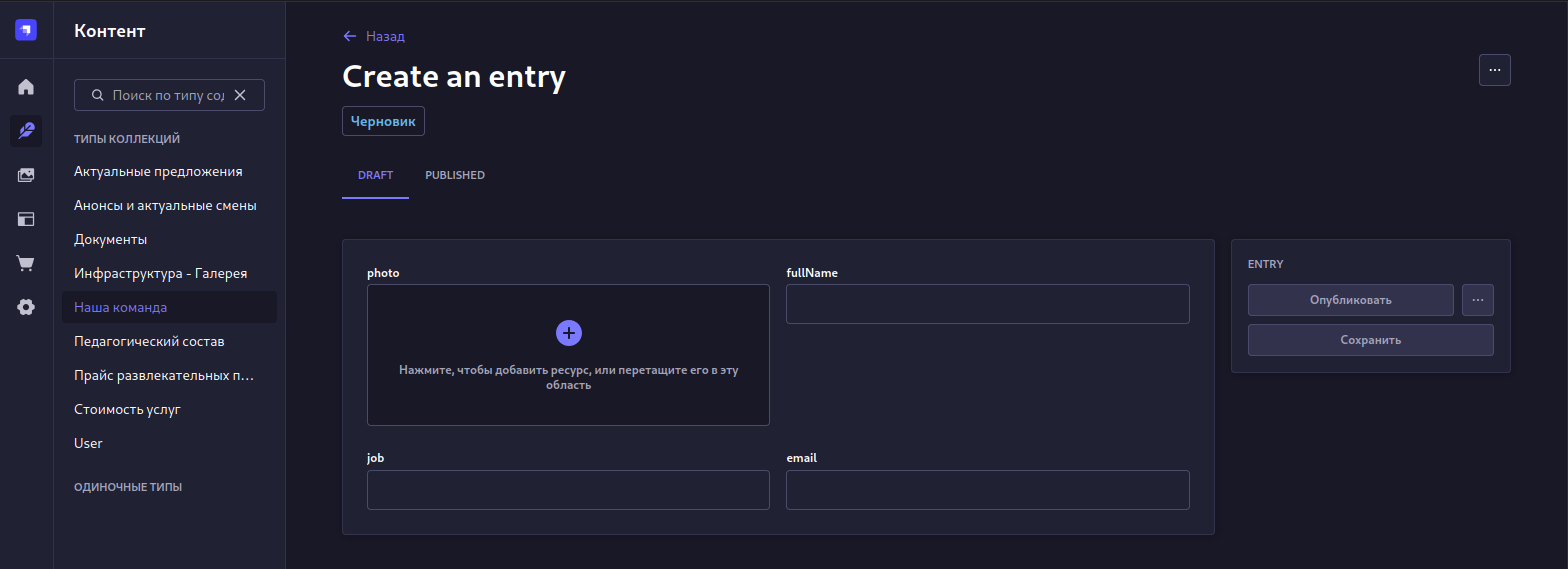 Контент
Поиск по типу со
ТИПЫ КОЛЛЕКЦИЙ
Актуальные предложения
Анонсы и актуальные смены
Документы
Инфраструктура - Галерея
Наша команда
Педагогический состав
Прайс развлекательных п...
Стоимость услуг
User
ОДИНОЧНЫЕ ТИПЫ
Назад
Create an entry
Черновик
DRAFT PUBLISHED
photo
Нажмите, чтобы добавить ресурс, или перетащите его в эту
область
fullName
job
email
ENTRY
Опубликовать
Сохранить